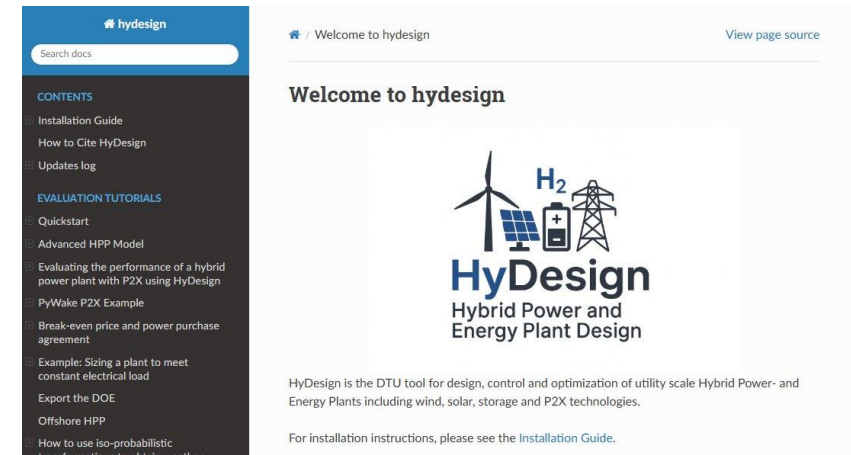 hydesign
Search docs
CONTENTS
Installation Guide
How to Cite HyDesign
Updates log
EVALUATION TUTORIALS
Quickstart
Advanced HPP Model
Evaluating the performance of a hybrid
power plant with P2X using HyDesign
PyWake P2X Example
Break-even price and power purchase
agreement
Example: Sizing a plant to meet
constant electrical load
Export the DOE
Offshore HPP
How to use iso-probabilistic
/ Welcome to hydesign
View page source
Welcome to hydesign
H2
HyDesign
Hybrid Power and
Energy Plant Design
HyDesign is the DTU tool for design, control and optimization of utility scale Hybrid Power- and
Energy Plants including wind, solar, storage and P2X technologies.
For installation instructions, please see the Installation Guide.